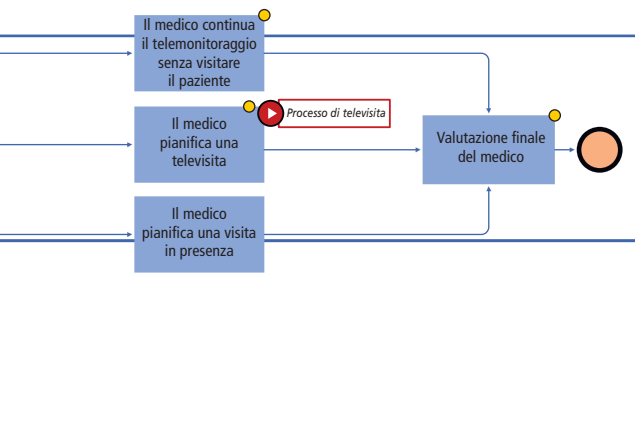 Il medico continua
il telemonitoraggio
senza visitare
il paziente
Il medico
pianifica una
televisita
Processo di televisita
Valutazione finale
del medico
Il medico
pianifica una visita
in presenza